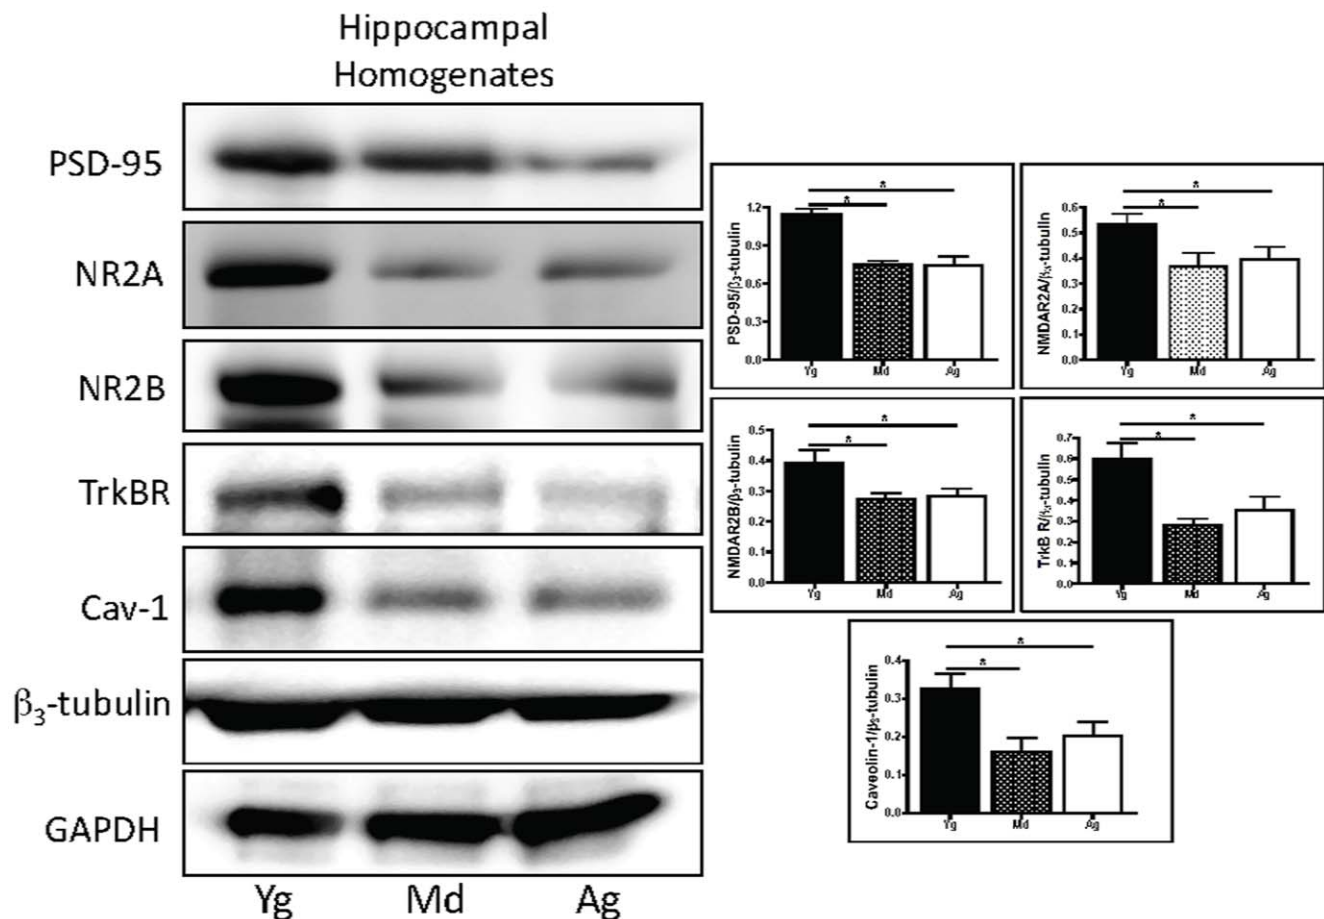 Hippocampal
Homogenates
PSD-95
NR2A
NR2B
TrkBR
Cav-1
β₃-tubulin
GAPDH
Yg Md Ag
PSD-95/β₃-tubulin
1.2
0.9
0.6
0.3
0.0
* *
Yg Md Ag
NMDAR2A/β₃-tubulin
0.6
0.5
0.4
0.3
0.2
0.1
0.0
* *
Yg Md Ag
NMDAR2B/β₃-tubulin
0.5
0.4
0.3
0.2
0.1
0.0
* *
Yg Md Ag
TrkB R/β₃-tubulin
0.7
0.6
0.5
0.4
0.3
0.2
0.1
0.0
* *
Yg Md Ag
Caveolin-1/β₃-tubulin
0.4
0.3
0.2
0.1
0.0
* *
Yg Md Ag